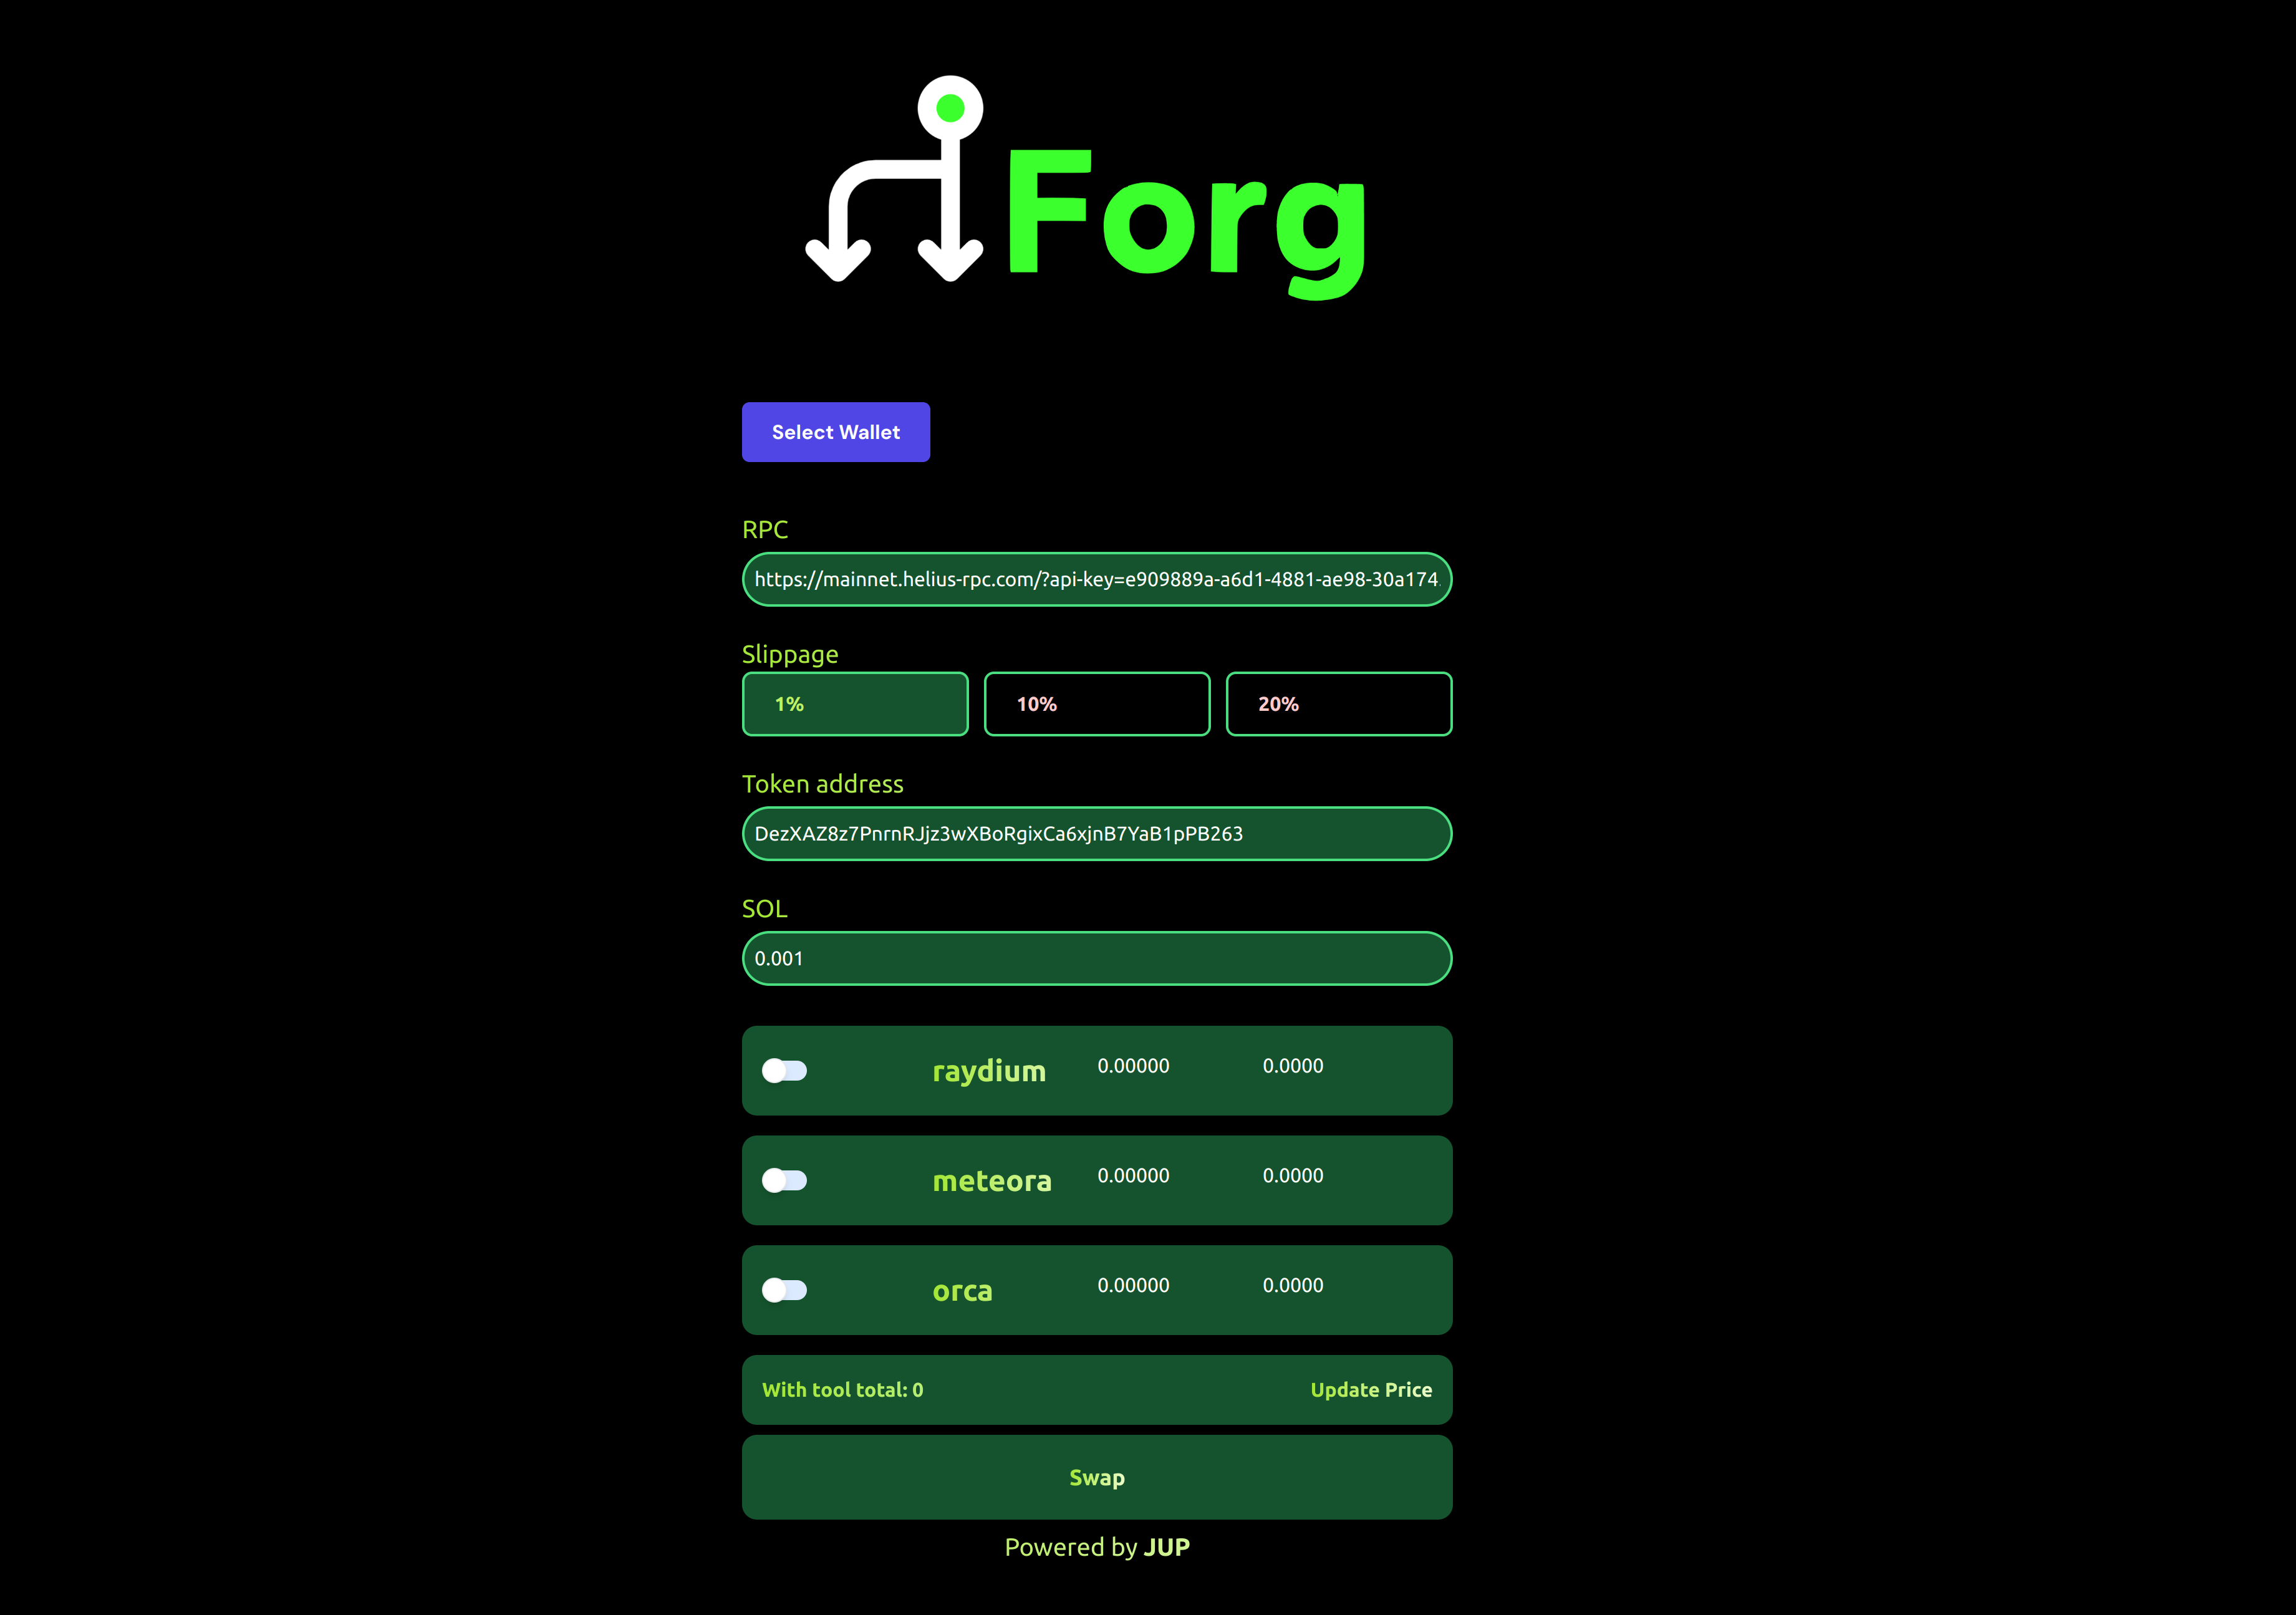 Forg
Select Wallet
RPC
https://mainnet.helius-rpc.com/?api-key=e909889a-a6d1-4881-ae98-30a174
Slippage
1% 10% 20%
Token address
DezXAZ8z7PnrnRJjz3wXBoRgixCa6xjnB7YaB1pPB263
SOL
0.001
raydium 0.00000 0.0000
meteora 0.00000 0.0000
orca 0.00000 0.0000
With tool total: 0 Update Price
Swap
Powered by JUP